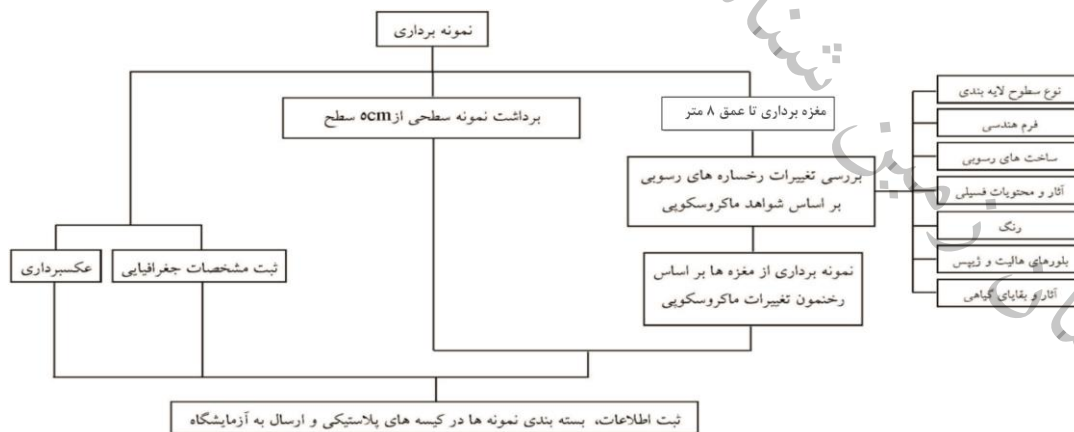 نمونه برداری
مغزه برداری تا عمق ۸ متر
برداشت نمونه سطحی از ٥cm سطح
بررسی تغییرات رخساره های رسوبی
بر اساس شواهد ماکروسکوپی
نوع سطوح لایه بندی
فرم هندسی
ساخت های رسوبی
آثار و محتویات فسیلی
رنگ
بلورهای هالیت و ژیپس
آثار و بقایای گیاهی
نمونه برداری از مغزه ها بر اساس
رخنمون تغییرات ماکروسکوپی
ثبت مشخصات جغرافیایی
عکسبرداری
ثبت اطلاعات، بسته بندی نمونه ها در کیسه های پلاستیکی و ارسال به آزمایشگاه